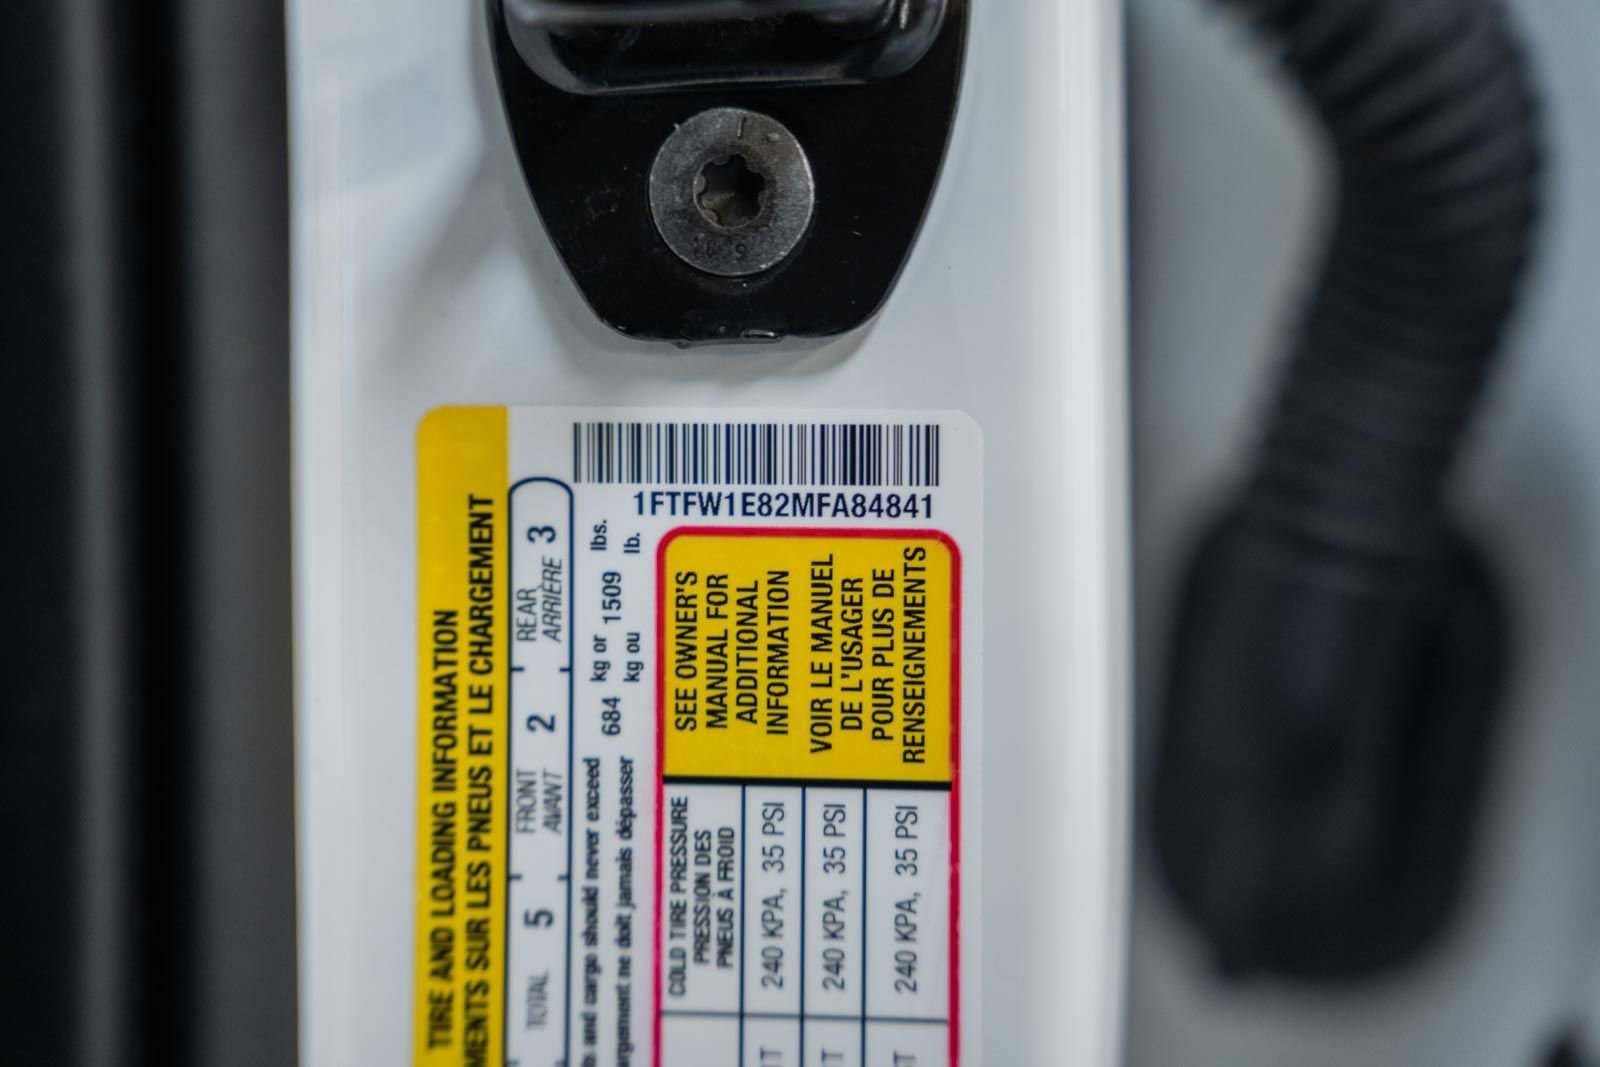 1FTFW1E82MFA84841
TIRE AND LOADING INFORMATION
SUR LES PNEUS ET LE CHARGEMENT
TOTAL 5 FRONT 2 REAR 3
AVANT ARRIÈRE
and cargo should never exceed 684 kg or 1509 lbs.
ne doit jamais dépasser kg ou lb.
COLD TIRE PRESSURE
PRESSION DES
PNEUS À FROID
240 KPA, 35 PSI
240 KPA, 35 PSI
240 KPA, 35 PSI
SEE OWNER'S
MANUAL FOR
ADDITIONAL
INFORMATION
VOIR LE MANUEL
DE L'USAGER
POUR PLUS DE
RENSEIGNEMENTS